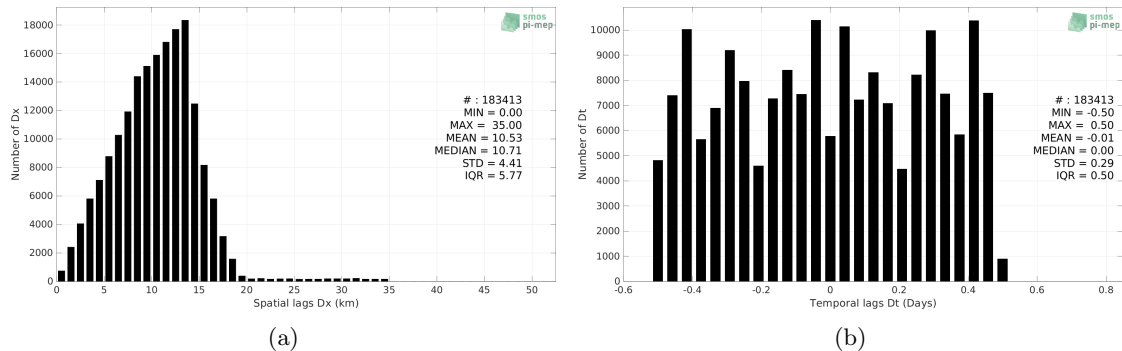 18000
16000
14000
12000
10000
8000
6000
4000
2000
0
Number of Dx
smos
pi-mep
# : 183413
MIN = 0.00
MAX = 35.00
MEAN = 10.53
MEDIAN = 10.71
STD = 4.41
IQR = 5.77
0 5 10 15 20 25 30 35 40 45 50
Spatial lags Dx (km)
(a)
10000
9000
8000
7000
6000
5000
4000
3000
2000
1000
0
Number of Dt
smos
pi-mep
# : 183413
MIN = -0.50
MAX = 0.50
MEAN = -0.01
MEDIAN = 0.00
STD = 0.29
IQR = 0.50
-0.6 -0.4 -0.2 0 0.2 0.4 0.6 0.8
Temporal lags Dt (Days)
(b)